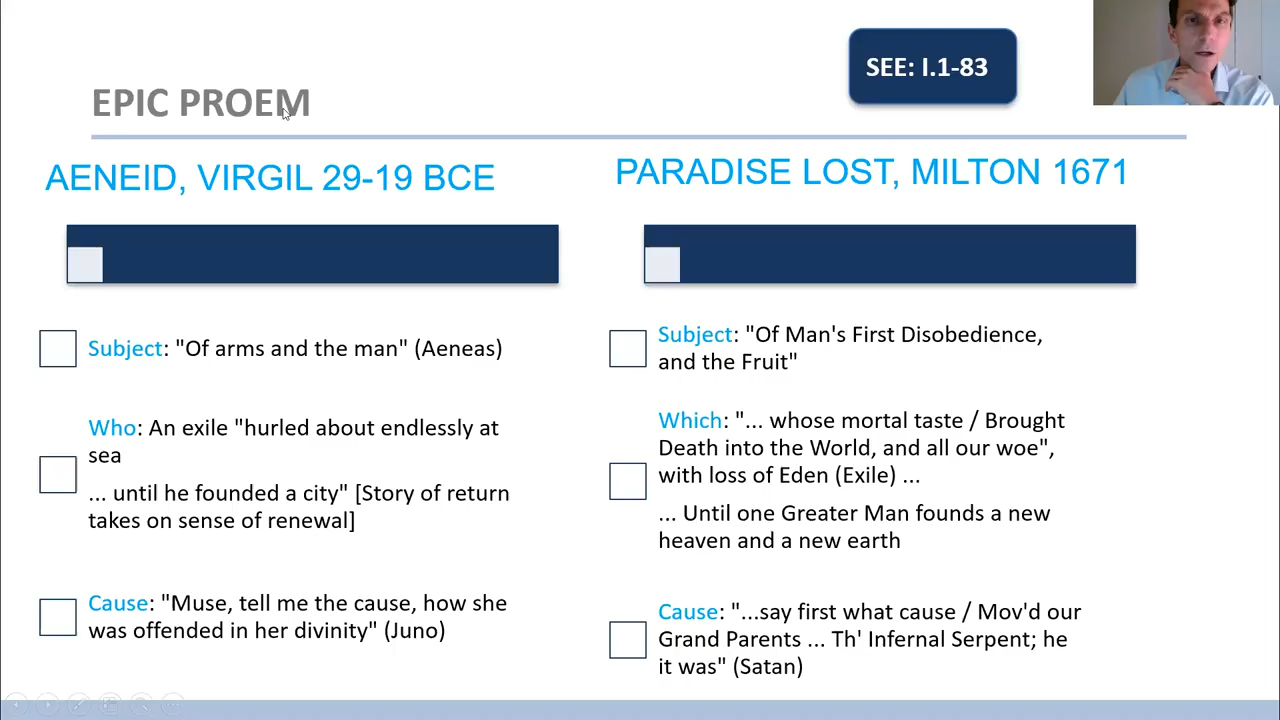 SEE: I.1-83
EPIC PROEM
AENEID, VIRGIL 29-19 BCE
Subject: "Of arms and the man" (Aeneas)
Who: An exile "hurled about endlessly at
sea
... until he founded a city" [Story of return
takes on sense of renewal]
Cause: "Muse, tell me the cause, how she
was offended in her divinity" (Juno)
PARADISE LOST, MILTON 1671
Subject: "Of Man's First Disobedience,
and the Fruit"
Which: "... whose mortal taste / Brought
Death into the World, and all our woe",
with loss of Eden (Exile) ...
... Until one Greater Man founds a new
heaven and a new earth
Cause: "...say first what cause / Mov'd our
Grand Parents ... Th' Infernal Serpent; he
it was" (Satan)